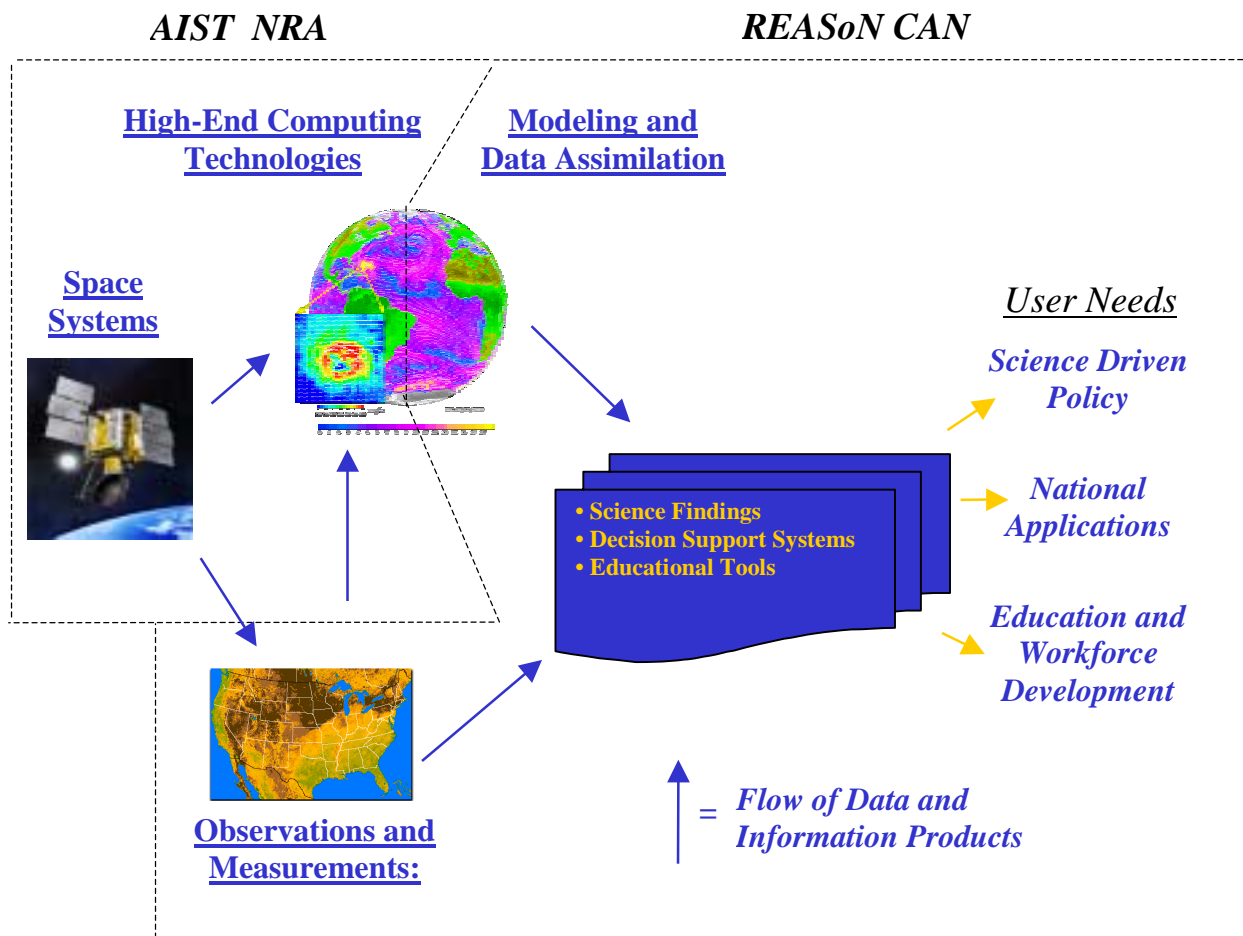 AIST NRA
REASoN CAN
High-End Computing
Technologies
Modeling and
Data Assimilation
Space
Systems
User Needs
Science Driven
Policy
• Science Findings
• Decision Support Systems
• Educational Tools
National
Applications
Education and
Workforce
Development
Observations and
Measurements:
= Flow of Data and
Information Products